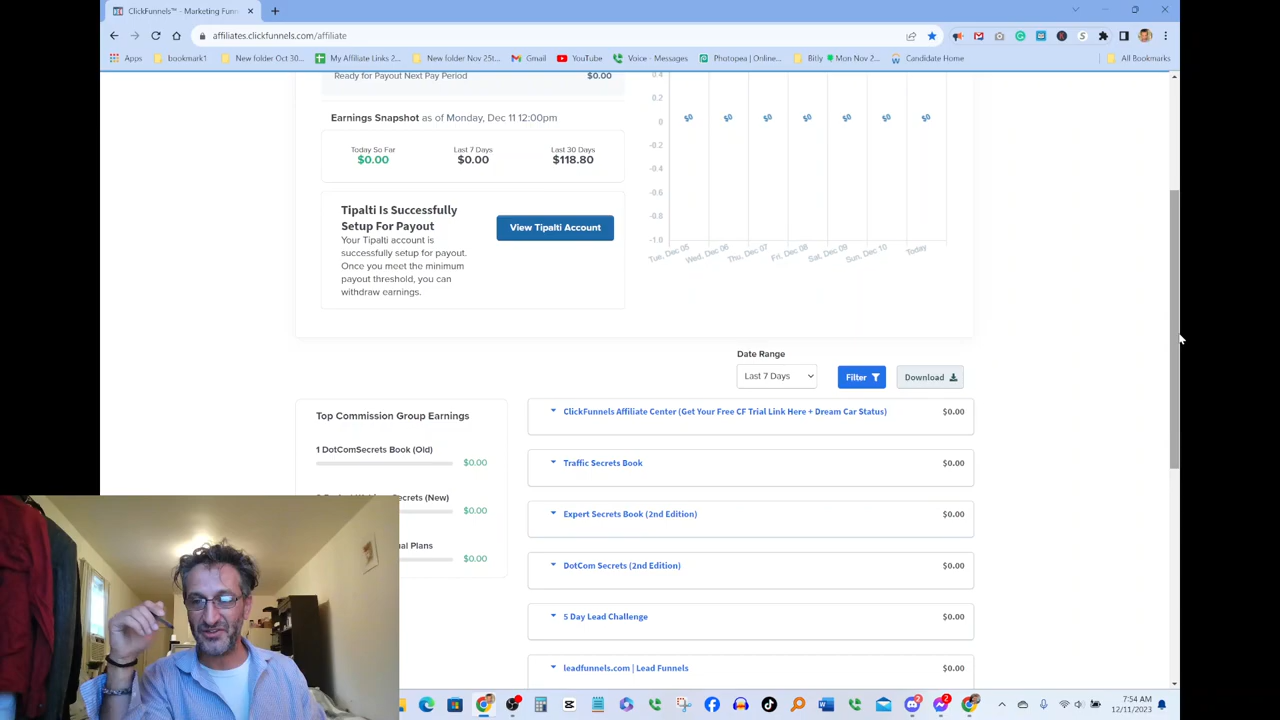 ClickFunnels™ - Marketing Funn
affiliates.clickfunnels.com/affiliate
Apps
bookmark1
New folder Oct 30...
My Affiliate Links 2...
New folder Nov 25t...
Gmail
YouTube
Voice - Messages
Photopea | Online...
Bitly
Mon Nov 2...
Candidate Home
All Bookmarks
Ready for Payout Next Pay Period $0.00
Earnings Snapshot as of Monday, Dec 11 12:00pm
Today So Far Last 7 Days Last 30 Days
$0.00 $0.00 $118.80
Tipalti Is Successfully
Setup For Payout
Your Tipalti account is
successfully setup for payout.
Once you meet the minimum
payout threshold, you can
withdraw earnings.
View Tipalti Account
0.4
0.2
0
-0.2
-0.4
-0.6
-0.8
-1.0
$0 $0 $0 $0 $0 $0 $0
Tue, Dec 05 Wed, Dec 06 Thu, Dec 07 Fri, Dec 08 Sat, Dec 09 Sun, Dec 10 Today
Date Range
Last 7 Days Filter Download
Top Commission Group Earnings
1 DotComSecrets Book (Old)
$0.00
Secrets (New)
$0.00
al Plans
$0.00
ClickFunnels Affiliate Center (Get Your Free CF Trial Link Here + Dream Car Status) $0.00
Traffic Secrets Book $0.00
Expert Secrets Book (2nd Edition) $0.00
DotCom Secrets (2nd Edition) $0.00
5 Day Lead Challenge $0.00
leadfunnels.com | Lead Funnels $0.00
7:54 AM
12/11/2023